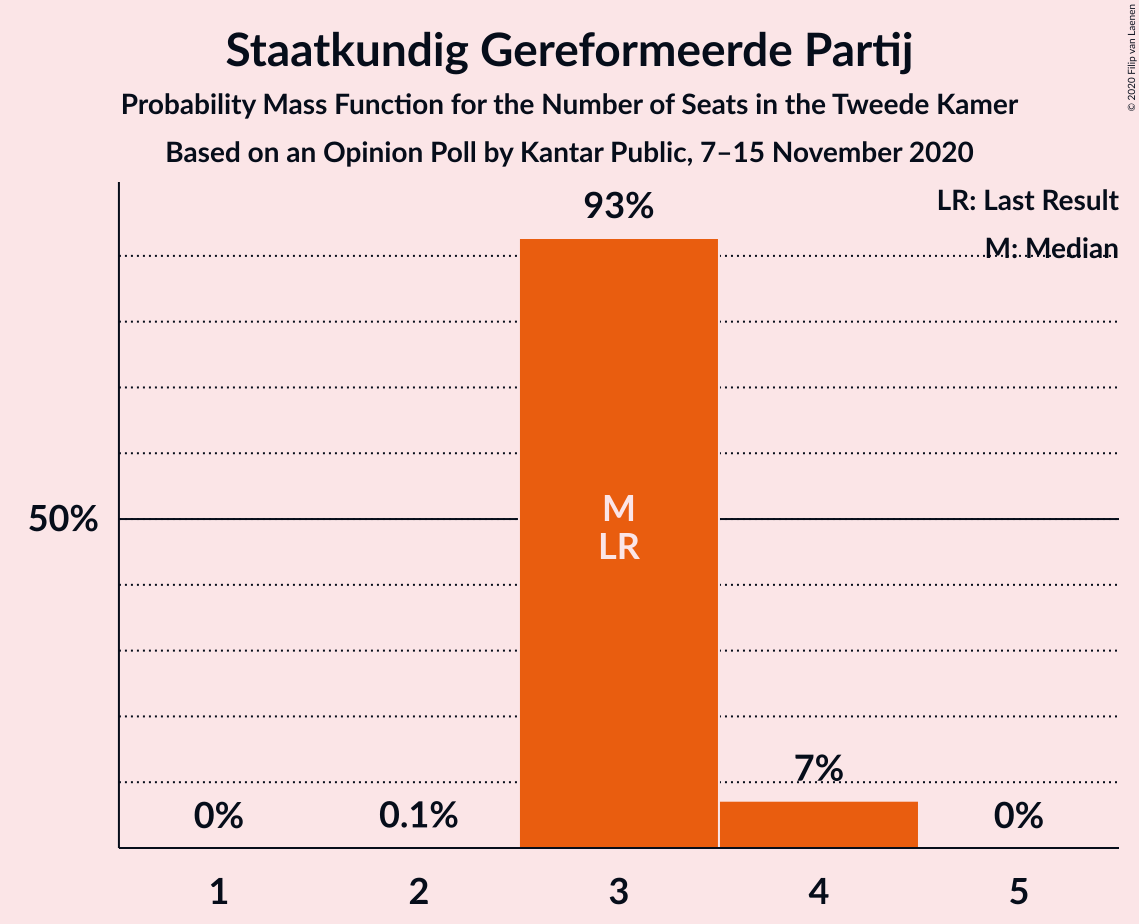 Staatkundig Gereformeerde Partij
Probability Mass Function for the Number of Seats in the Tweede Kamer
Based on an Opinion Poll by Kantar Public, 7–15 November 2020
© 2020 Filip van Laenen
LR: Last Result
M: Median
93%
50%
M
LR
7%
0%
0.1%
0%
1
2
3
4
5